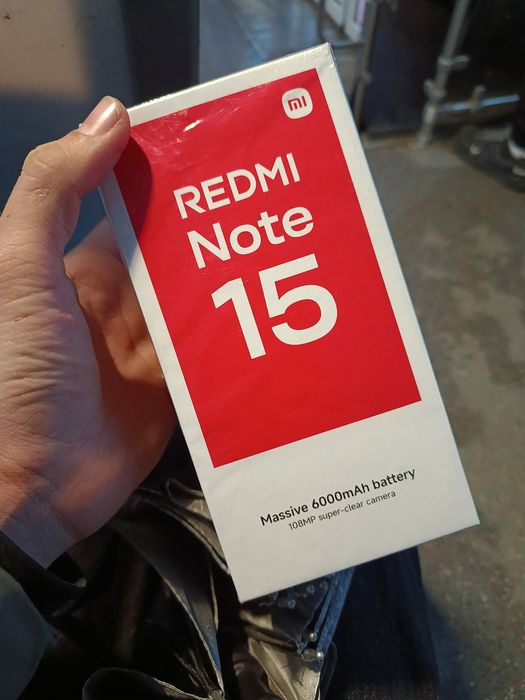 mi
REDMI
Note
15
Massive 6000mAh battery
108MP super-clear camera